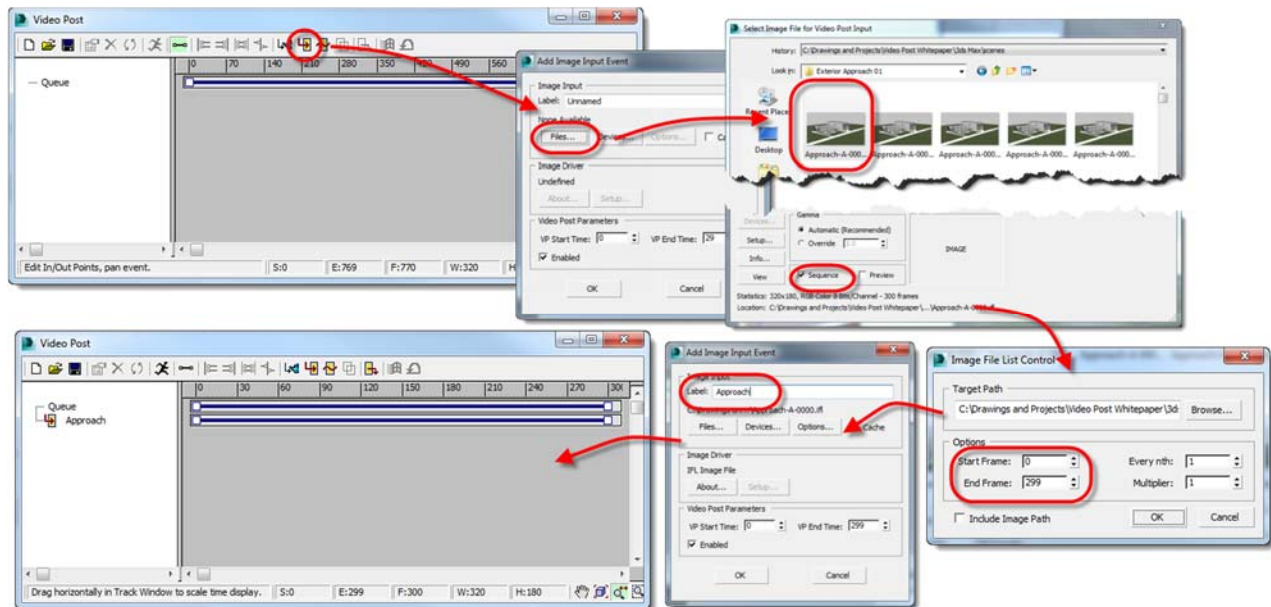 Video Post
0 70 140 210 280 350 420 490 560
Queue
Edit In/Out Points, pan event. S:0 E:769 F:770 W:320 H
Add Image Input Event
Image Input
Label: Unnamed
None Available
Files... Devices... Options... Ca
Image Driver
Undefined
About... Setup...
Video Post Parameters
VP Start Time: 0 VP End Time: 29
Enabled
OK Cancel
Select Image File for Video Post Input
History: C:\Drawings and Projects\Video Post Whitepaper\3ds Max\scenes
Look in: Exterior Approach 01
Recent Place
Desktop
Approach-A-000... Approach-A-000... Approach-A-000... Approach-A-000... Approach-A-000...
Devices...
Setup...
Info...
View
Gamma
Automatic (Recommended)
Override 1.0
IMAGE
Sequence Preview
Statistics: 320x180, RGB Color 8 Bits/Channel - 300 frames
Location: C:\Drawings and Projects\Video Post Whitepaper\...\Approach-A-0000.ifl
Video Post
0 30 60 90 120 150 180 210 240 270 30
Queue
Approach
Drag horizontally in Track Window to scale time display. S:0 E:299 F:300 W:320 H:180
Add Image Input Event
Image Input
Label: Approach
Files... Devices... Options... Cache
Image Driver
IFL Image File
About... Setup...
Video Post Parameters
VP Start Time: 0 VP End Time: 299
Enabled
OK Cancel
Image File List Control
Target Path
C:\Drawings and Projects\Video Post Whitepaper\3d Browse...
Options
Start Frame: 0 Every nth: 1
End Frame: 299 Multiplier: 1
Include Image Path OK Cancel